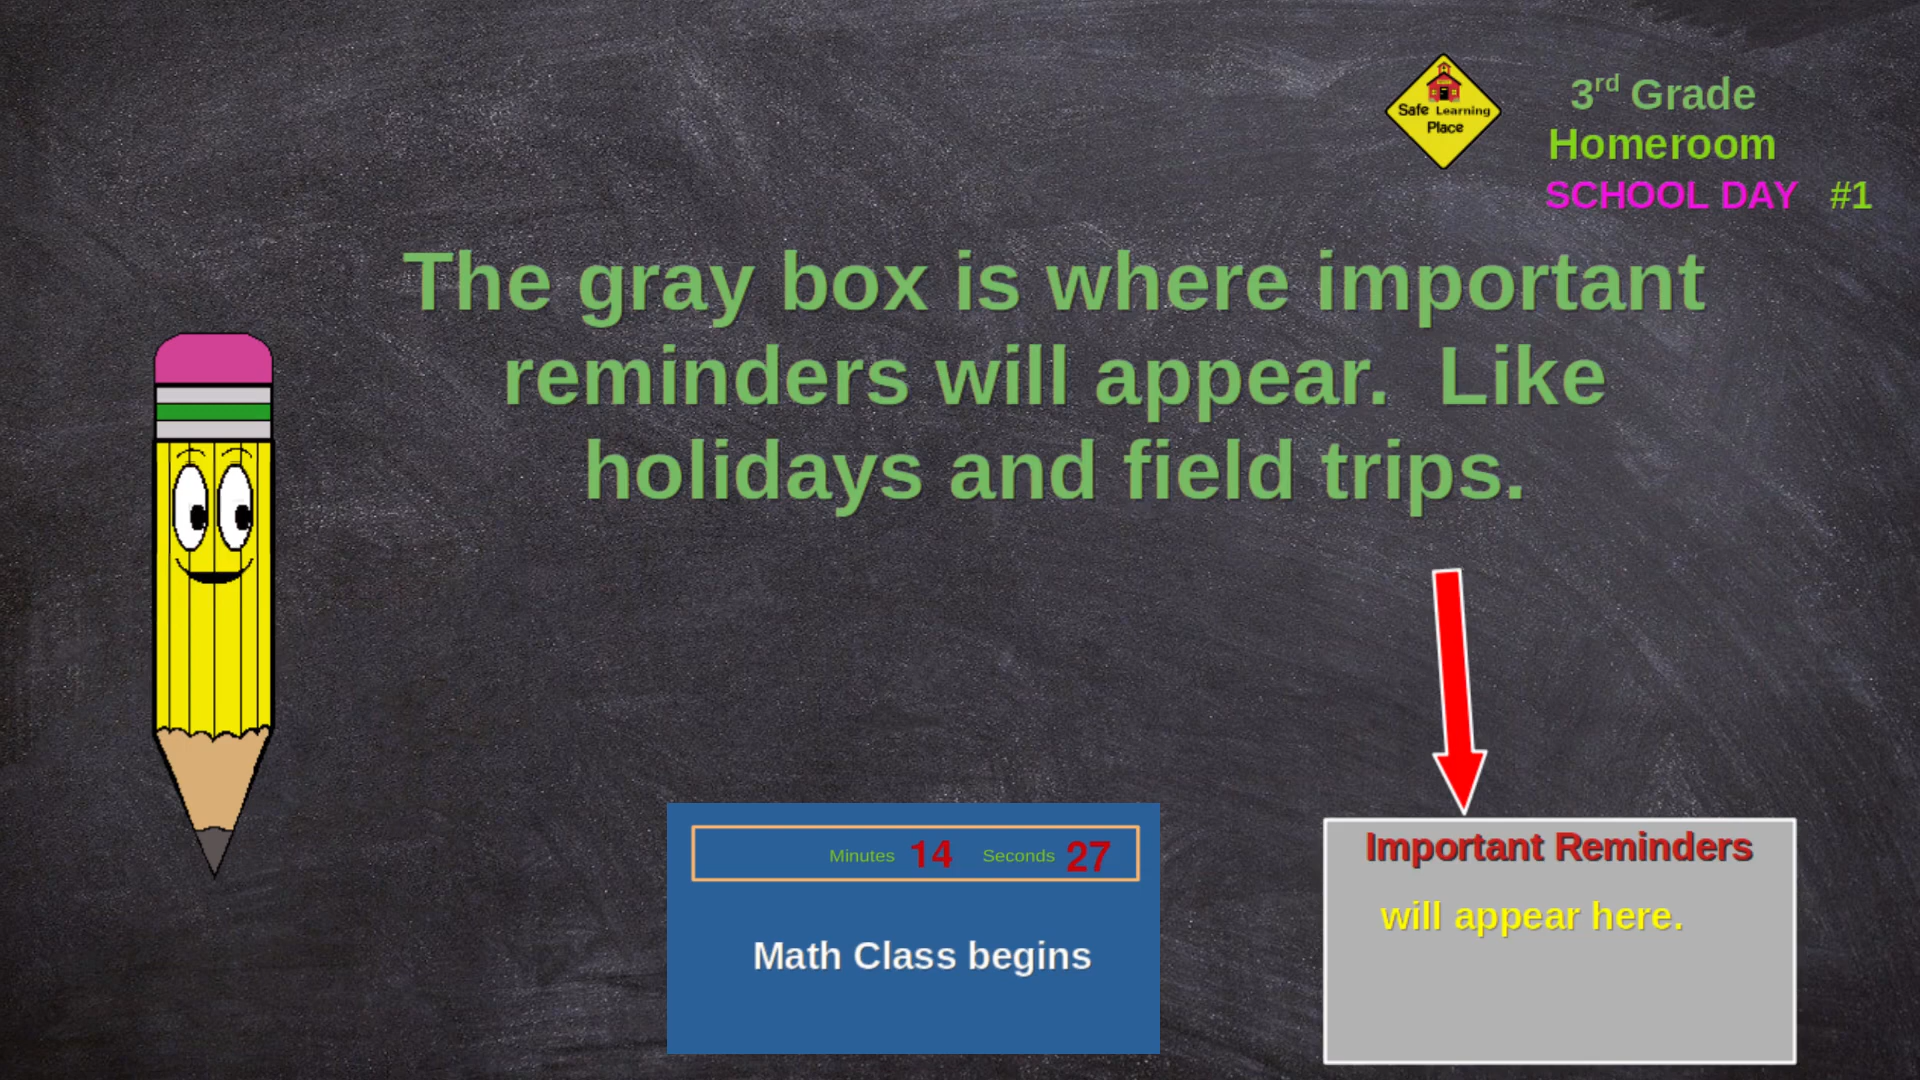 Safe Learning
Place
3rd Grade
Homeroom
SCHOOL DAY #1
The gray box is where important
reminders will appear.  Like
holidays and field trips.
Minutes 14 Seconds 27
Math Class begins
Important Reminders
will appear here.